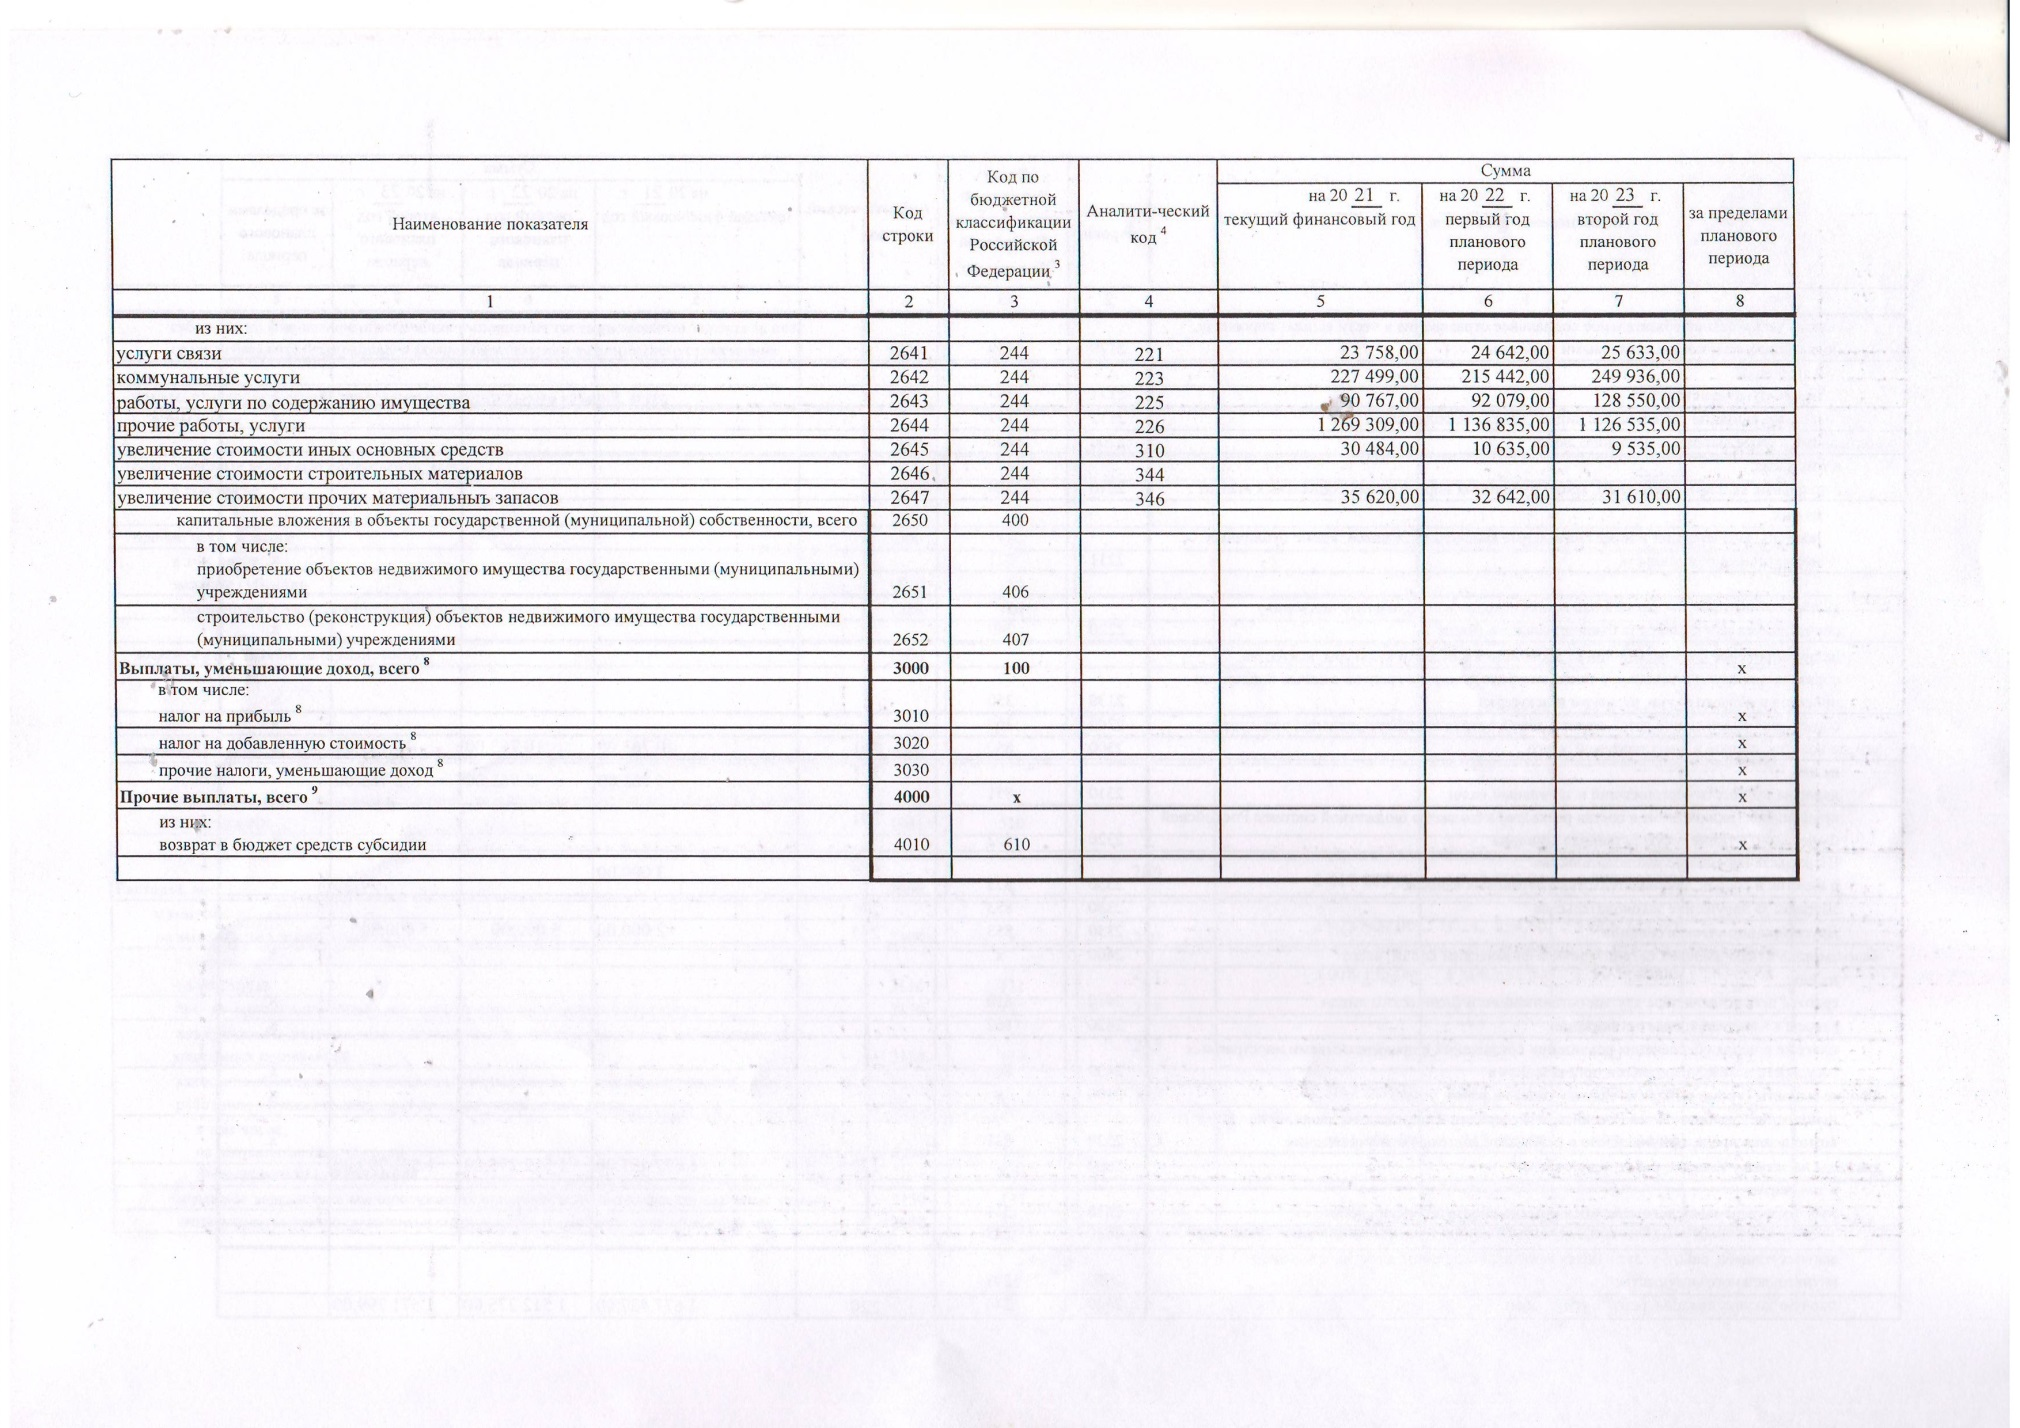 Наименование показателя
Код строки
Код по бюджетной классификации Российской Федерации 3
Аналити-ческий код 4
Сумма
на 20 21 г. текущий финансовый год
на 20 22 г. первый год планового периода
на 20 23 г. второй год планового периода
за пределами планового периода
1 2 3 4 5 6 7 8
из них:
услуги связи 2641 244 221 23 758,00 24 642,00 25 633,00
коммунальные услуги 2642 244 223 227 499,00 215 442,00 249 936,00
работы, услуги по содержанию имущества 2643 244 225 90 767,00 92 079,00 128 550,00
прочие работы, услуги 2644 244 226 1 269 309,00 1 136 835,00 1 126 535,00
увеличение стоимости иных основных средств 2645 244 310 30 484,00 10 635,00 9 535,00
увеличение стоимости строительных материалов 2646 244 344
увеличение стоимости прочих материальныъ запасов 2647 244 346 35 620,00 32 642,00 31 610,00
капитальные вложения в объекты государственной (муниципальной) собственности, всего 2650 400
в том числе:
приобретение объектов недвижимого имущества государственными (муниципальными)
учреждениями 2651 406
строительство (реконструкция) объектов недвижимого имущества государственными
(муниципальными) учреждениями 2652 407
Выплаты, уменьшающие доход, всего 8 3000 100 x
в том числе:
налог на прибыль 8 3010 x
налог на добавленную стоимость 8 3020 x
прочие налоги, уменьшающие доход 8 3030 x
Прочие выплаты, всего 9 4000 x x
из них:
возврат в бюджет средств субсидии 4010 610 x